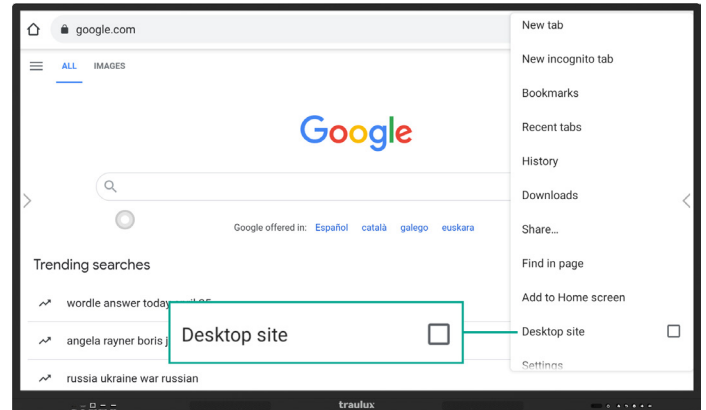 google.com
ALL IMAGES
Google
Google offered in: Español català galego euskara
Trending searches
wordle answer today
angela rayner boris j
russia ukraine war russian
New tab
New incognito tab
Bookmarks
Recent tabs
History
Downloads
Share...
Find in page
Add to Home screen
Desktop site
Settings
Desktop site
traulux